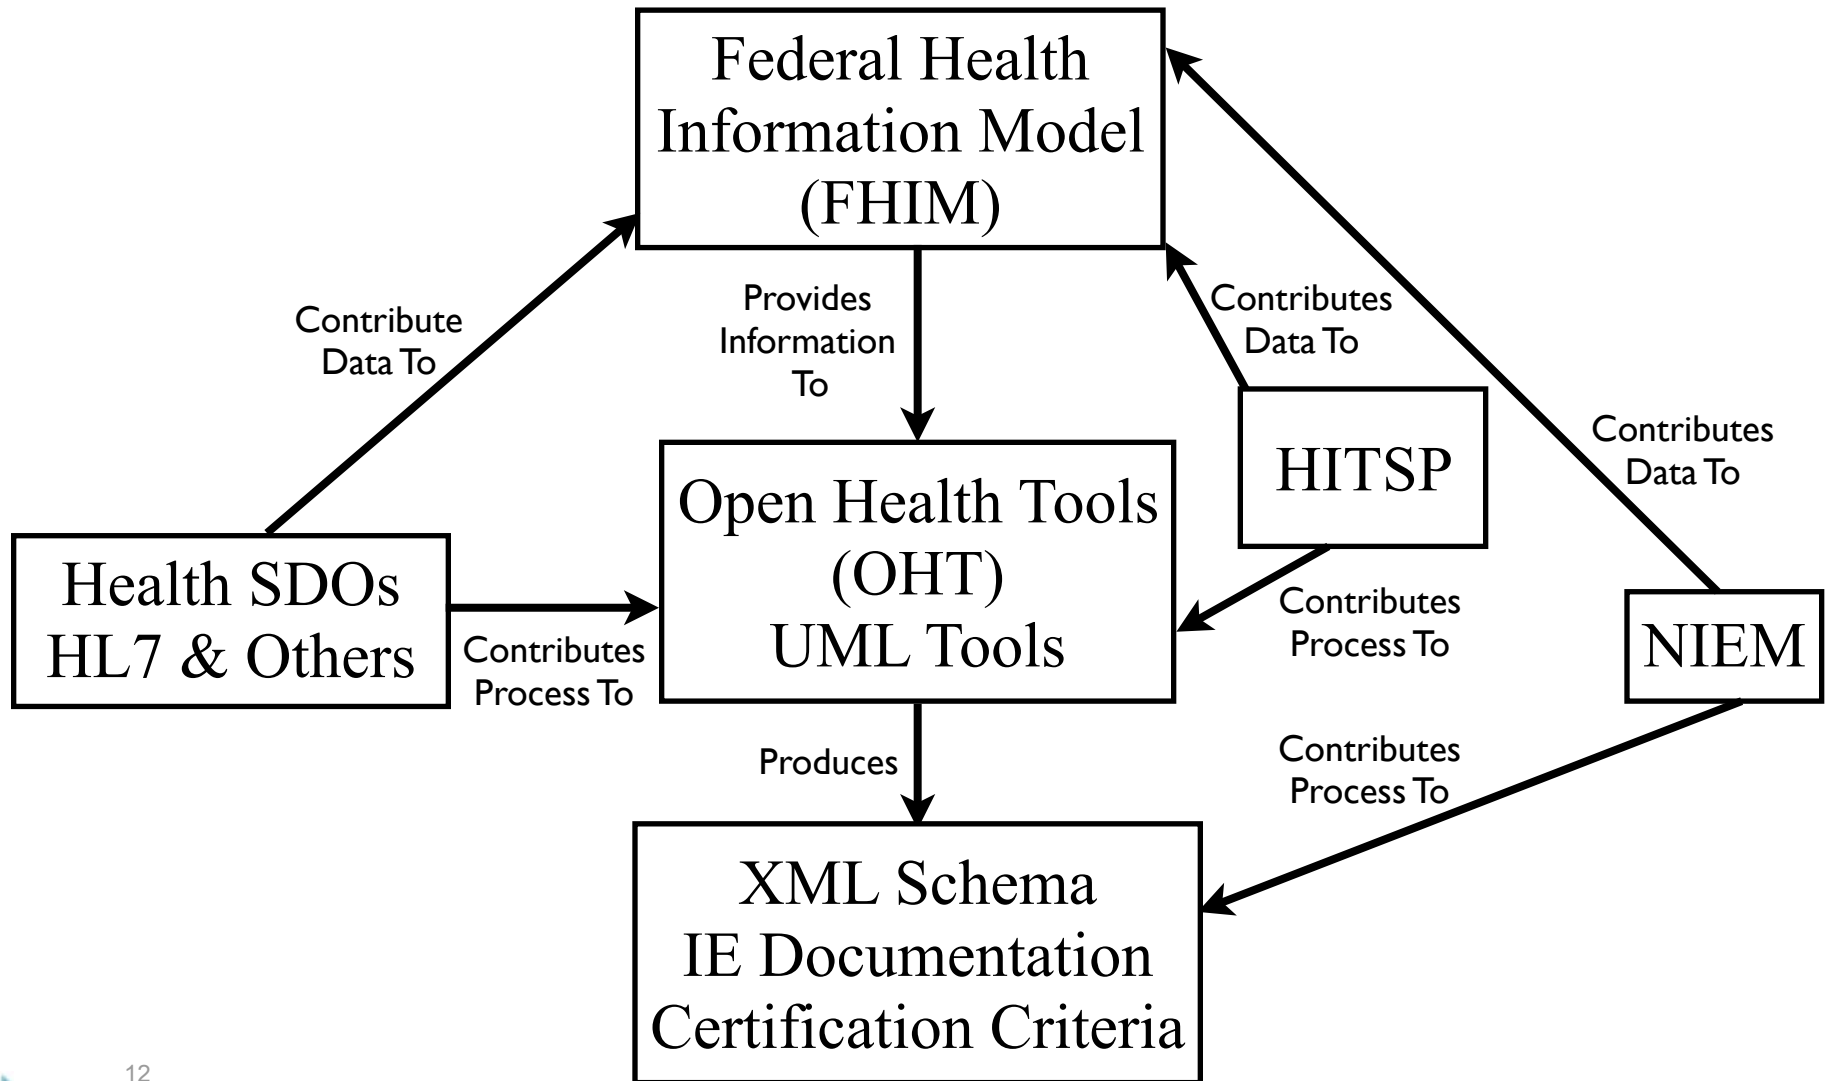 Federal Health
Information Model
(FHIM)
Contribute
Data To
Provides
Information
To
Contributes
Data To
Contributes
Data To
HITSP
Open Health Tools
(OHT)
UML Tools
Health SDOs
HL7 & Others
Contributes
Process To
Contributes
Process To
NIEM
Produces
Contributes
Process To
XML Schema
IE Documentation
Certification Criteria
12